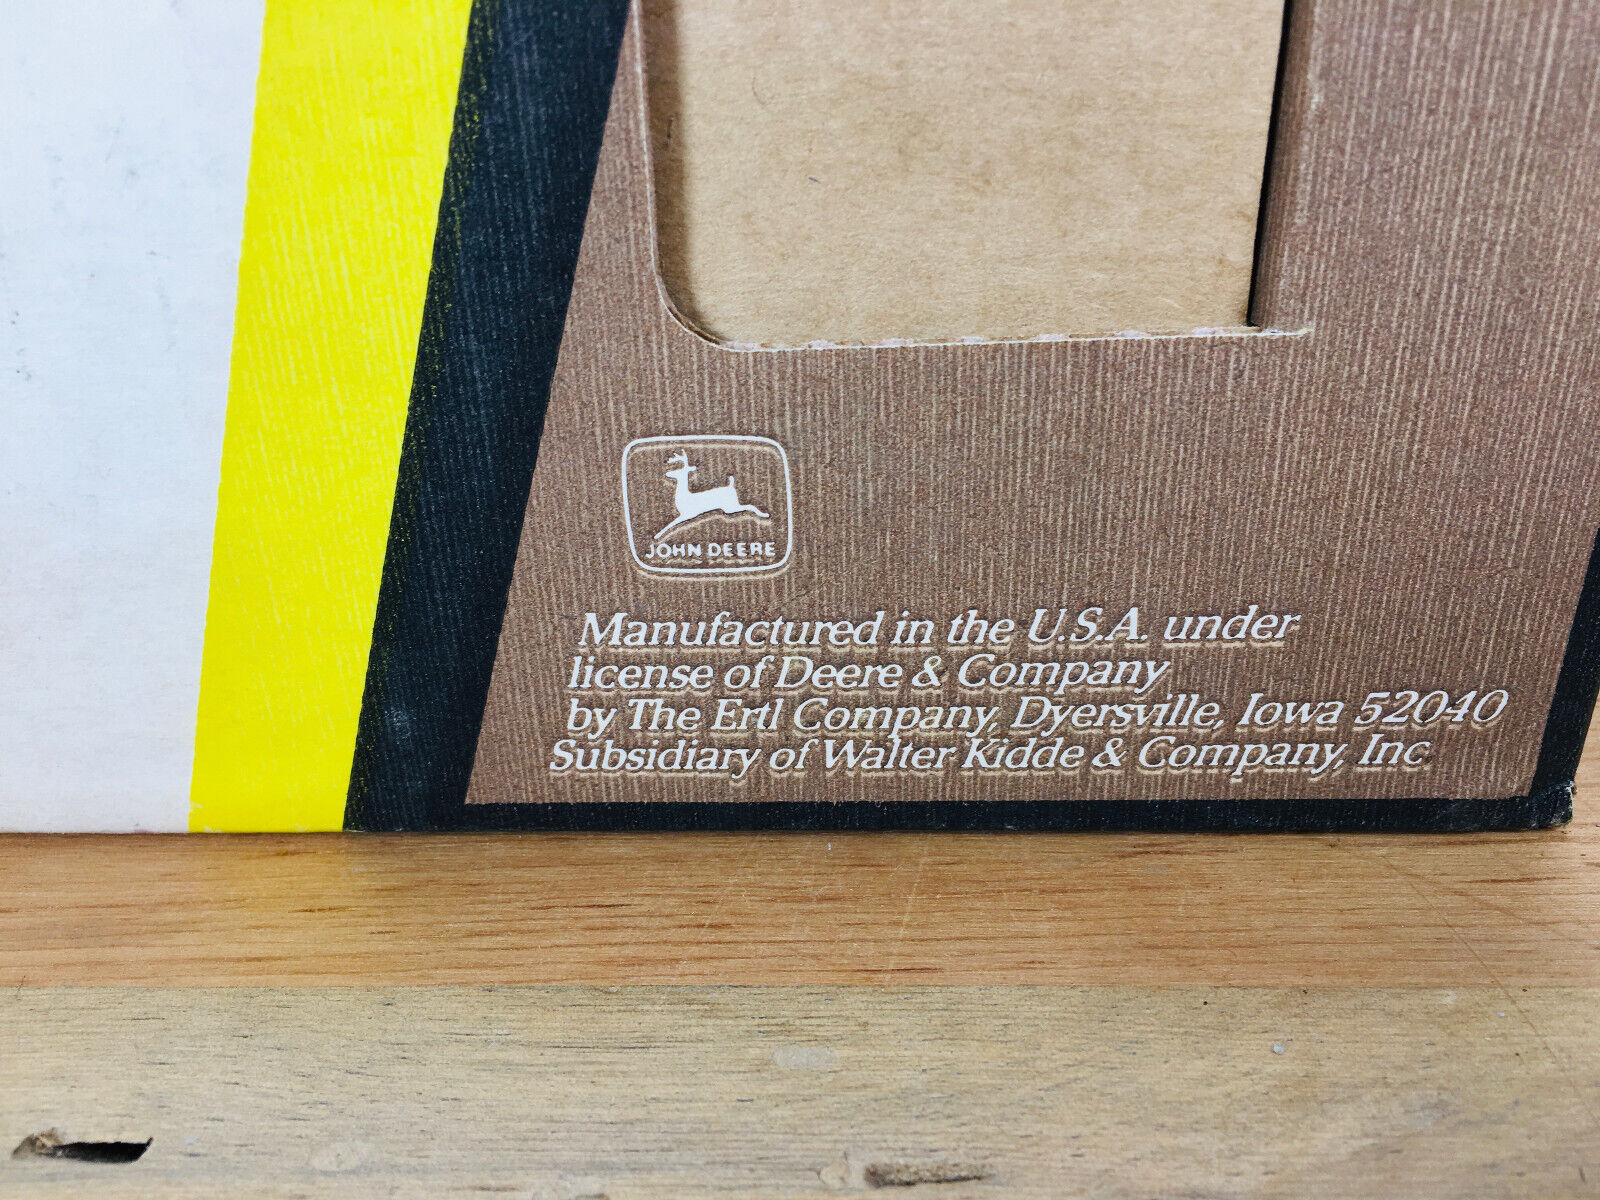 JOHN DEERE
Manufactured in the U.S.A. under
license of Deere & Company
by The Ertl Company, Dyersville, Iowa 52040
Subsidiary of Walter Kidde & Company, Inc